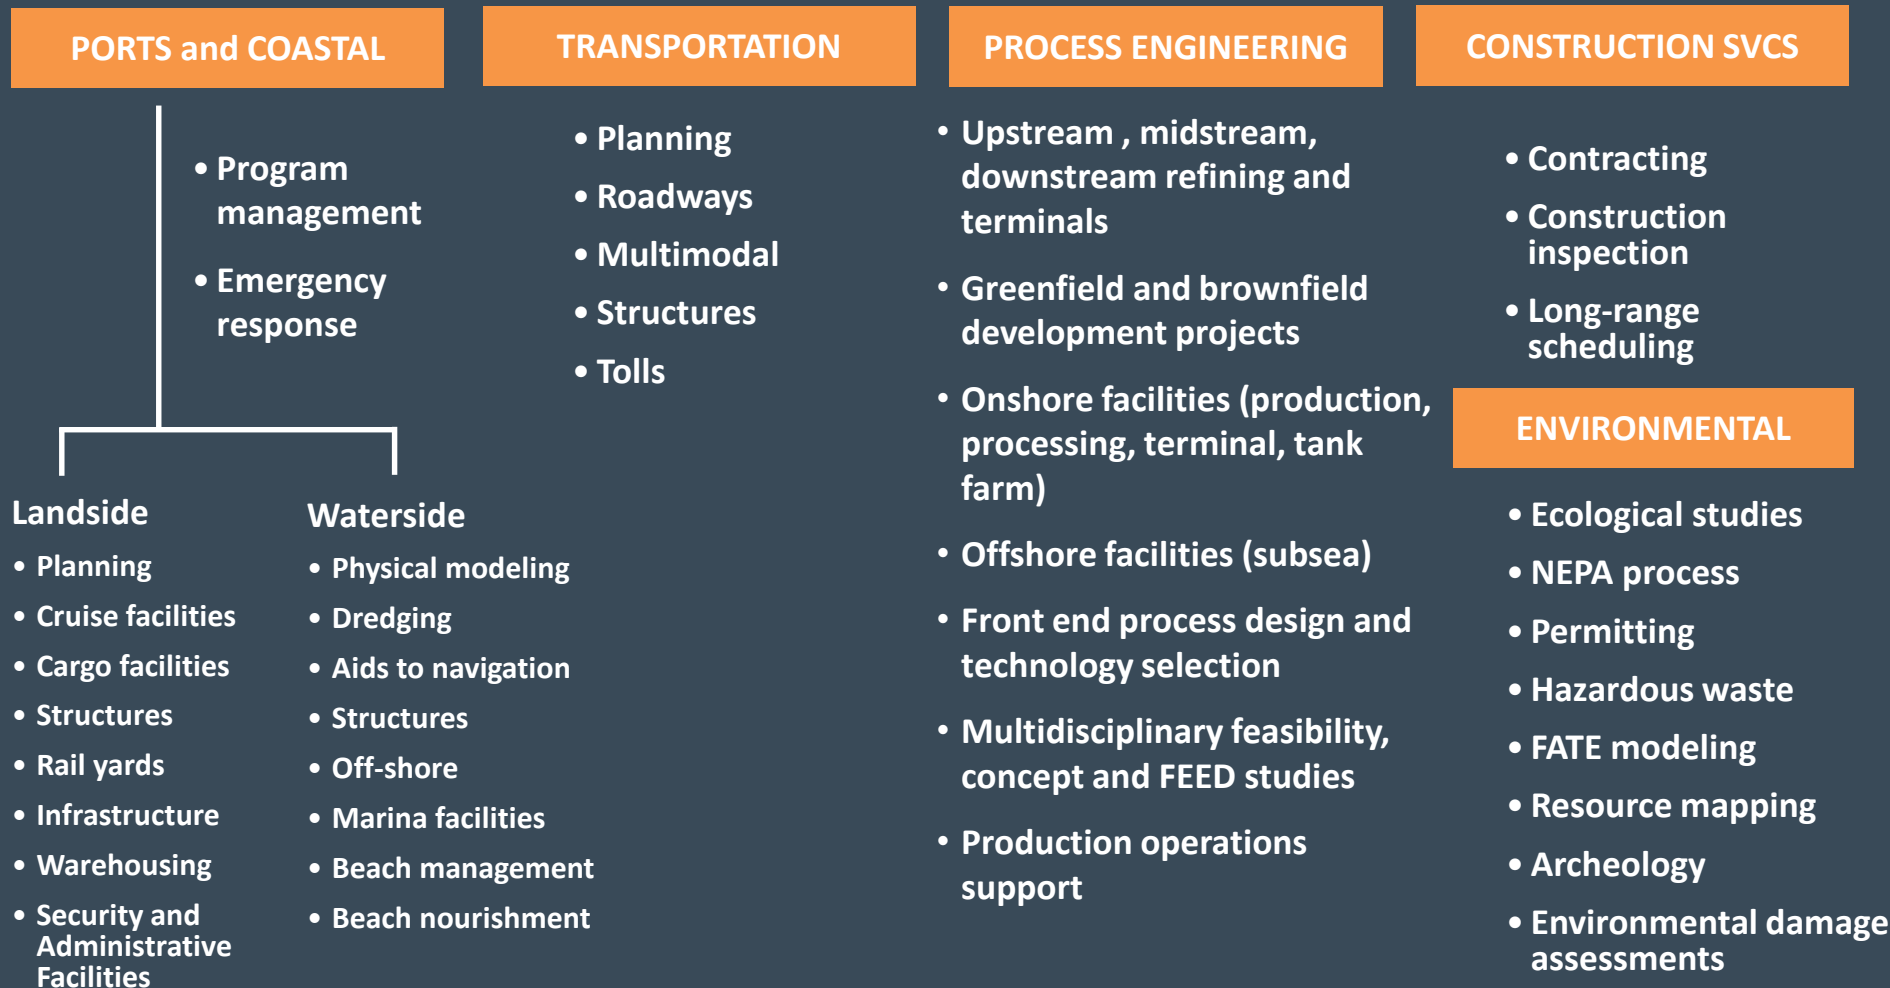 PORTS and COASTAL
• Program
management
• Emergency
response
Landside
• Planning
• Cruise facilities
• Cargo facilities
• Structures
• Rail yards
• Infrastructure
• Warehousing
• Security and
Administrative
Facilities
Waterside
• Physical modeling
• Dredging
• Aids to navigation
• Structures
• Off-shore
• Marina facilities
• Beach management
• Beach nourishment
TRANSPORTATION
• Planning
• Roadways
• Multimodal
• Structures
• Tolls
PROCESS ENGINEERING
• Upstream , midstream,
downstream refining and
terminals
• Greenfield and brownfield
development projects
• Onshore facilities (production,
processing, terminal, tank
farm)
• Offshore facilities (subsea)
• Front end process design and
technology selection
• Multidisciplinary feasibility,
concept and FEED studies
• Production operations
support
CONSTRUCTION SVCS
• Contracting
• Construction
inspection
• Long-range
scheduling
ENVIRONMENTAL
• Ecological studies
• NEPA process
• Permitting
• Hazardous waste
• FATE modeling
• Resource mapping
• Archeology
• Environmental damage
assessments